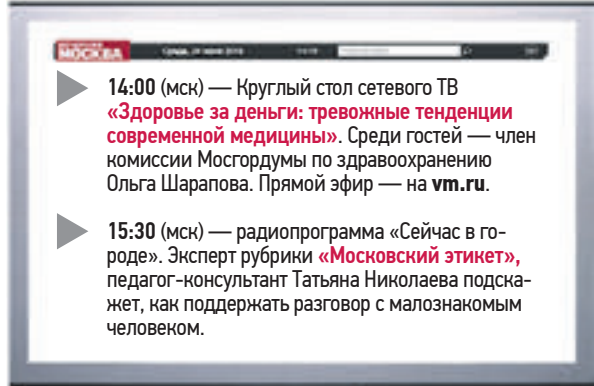 МОСКВА
14:00 (мск) — Круглый стол сетевого ТВ
«Здоровье за деньги: тревожные тенденции
современной медицины». Среди гостей — член
комиссии Мосгордумы по здравоохранению
Ольга Шарапова. Прямой эфир — на vm.ru.
15:30 (мск) — радиопрограмма «Сейчас в го-
роде». Эксперт рубрики «Московский этикет»,
педагог-консультант Татьяна Николаева подска-
жет, как поддержать разговор с малознакомым
человеком.